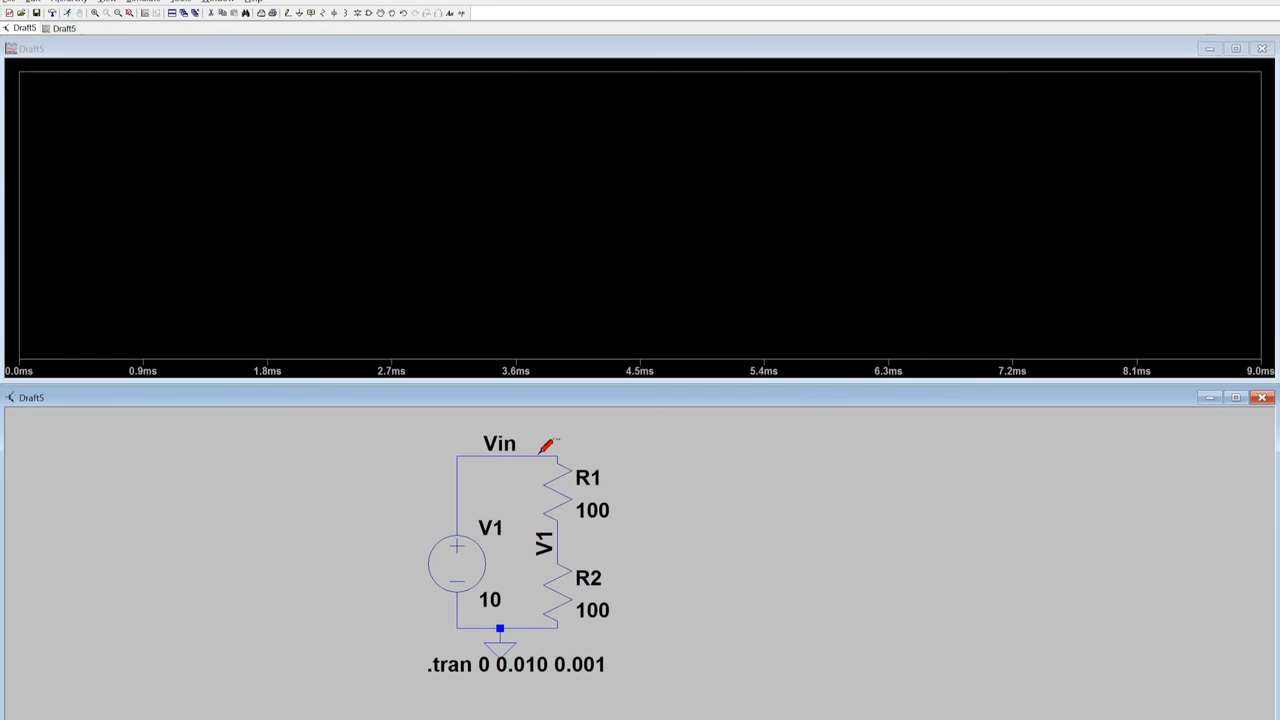 Draft5 Draft5
Draft5
0.0ms 0.9ms 1.8ms 2.7ms 3.6ms 4.5ms 5.4ms 6.3ms 7.2ms 8.1ms 9.0ms
Draft5
Vin
R1
100
V1
V1
R2
10
100
.tran 0 0.010 0.001